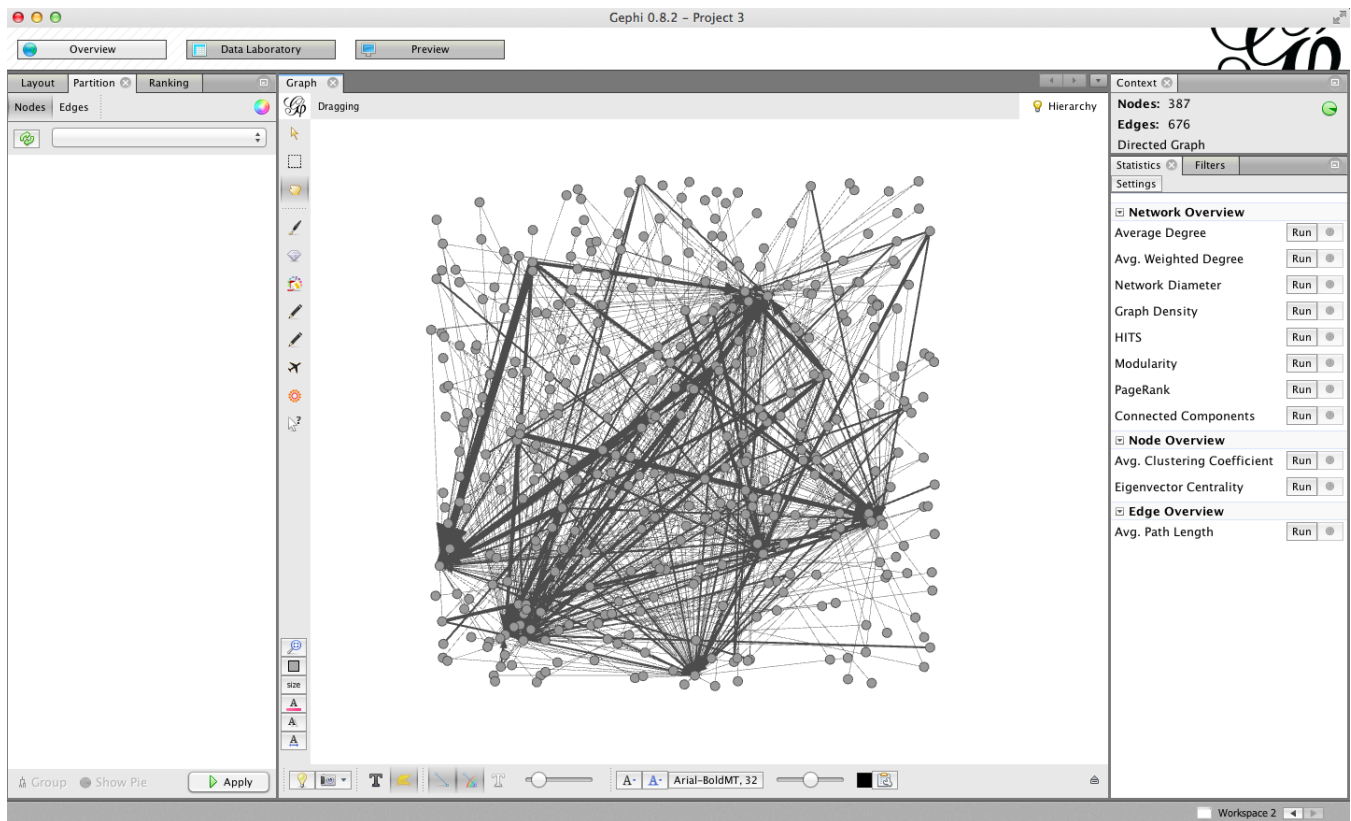 Gephi 0.8.2 – Project 3
Overview
Data Laboratory
Preview
Layout
Partition
Ranking
Nodes
Edges
Group
Show Pie
Apply
Graph
Dragging
Hierarchy
size
A
A
A
T
T
A-
A-
Arial-BoldMT, 32
Context
Nodes: 387
Edges: 676
Directed Graph
Statistics
Filters
Settings
Network Overview
Average Degree Run
Avg. Weighted Degree Run
Network Diameter Run
Graph Density Run
HITS Run
Modularity Run
PageRank Run
Connected Components Run
Node Overview
Avg. Clustering Coefficient Run
Eigenvector Centrality Run
Edge Overview
Avg. Path Length Run
Workspace 2